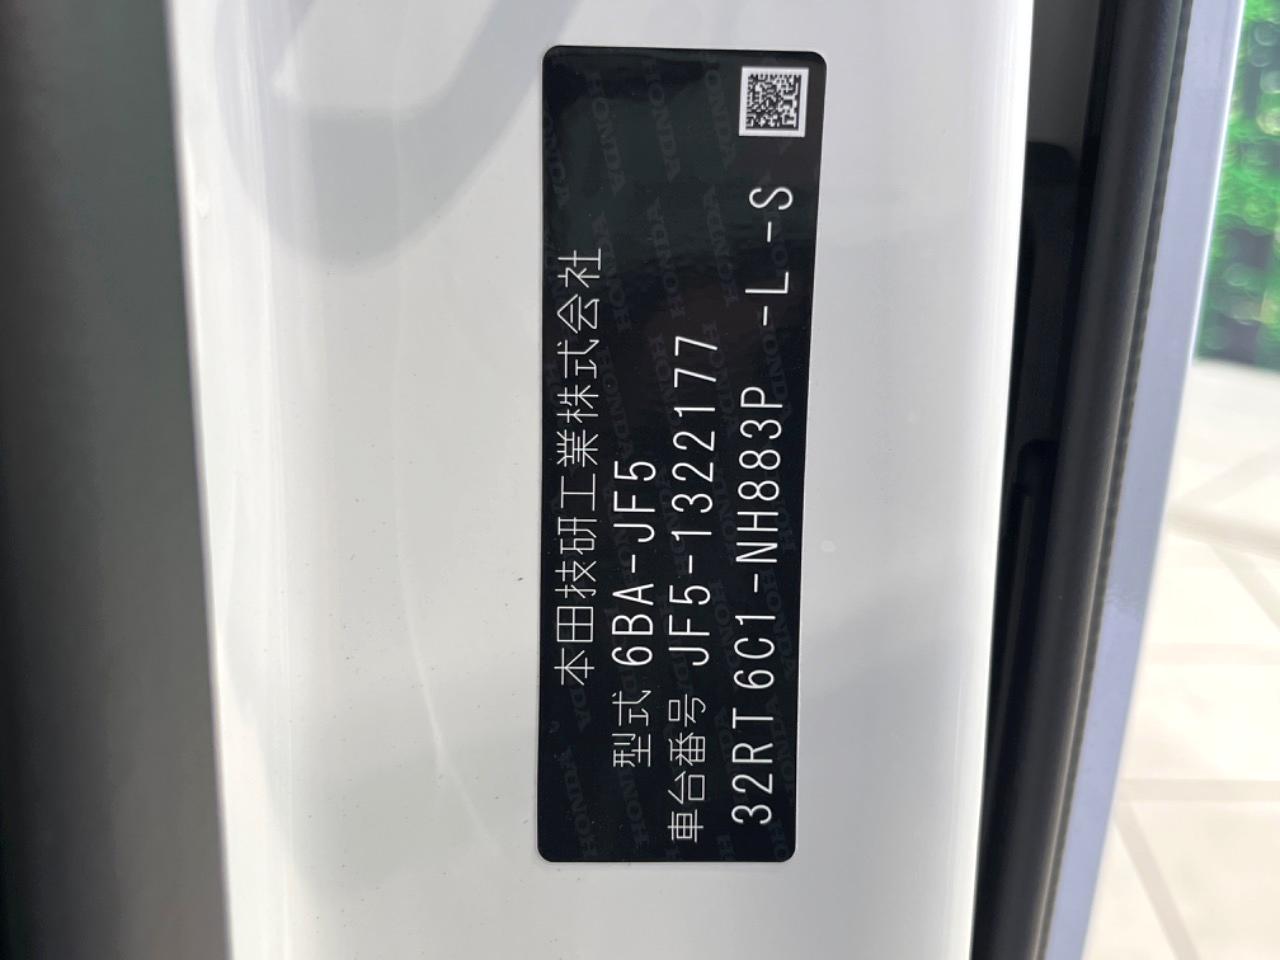 本田技研工業株式会社
型式 6BA-JF5
車台番号 JF5-1322177
32RT6C1-NH883P -L-S